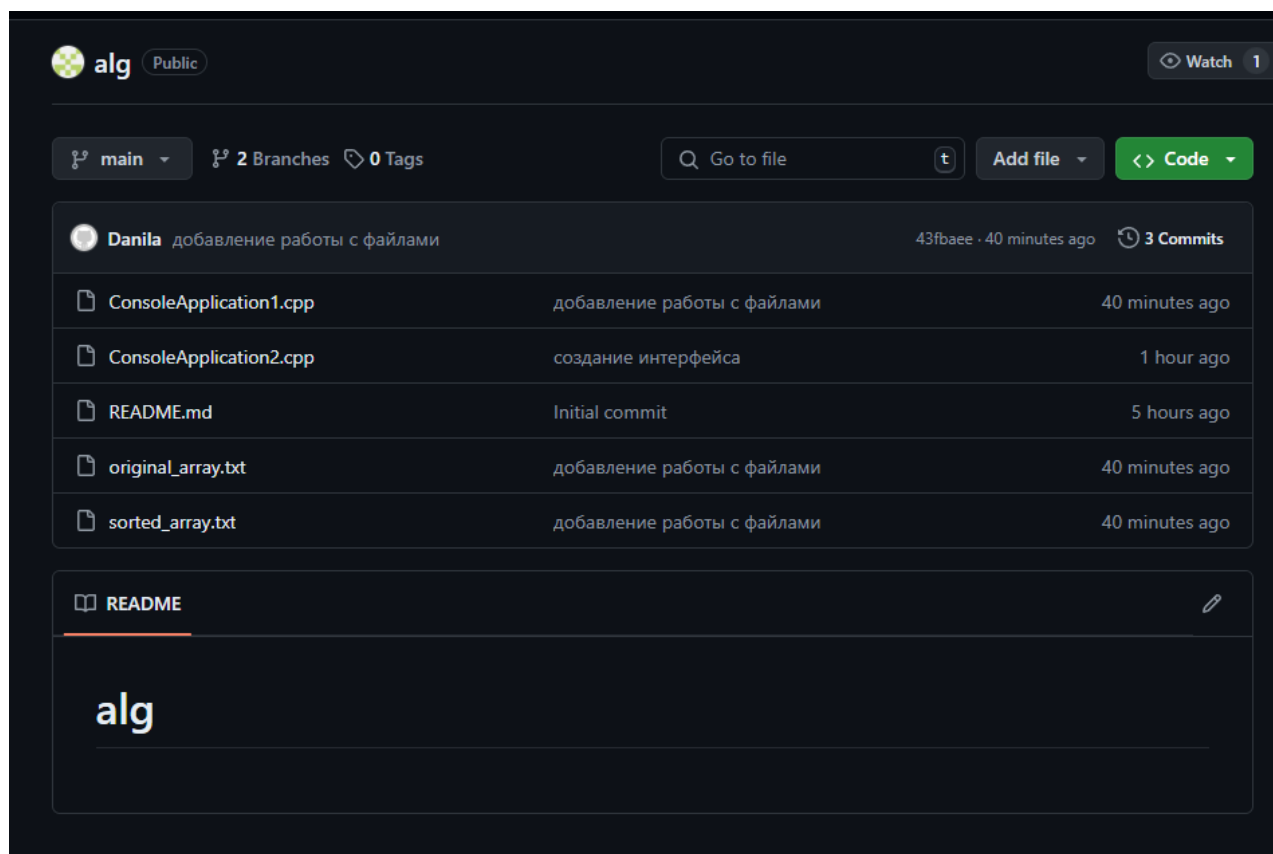 alg Public Watch 1
main 2 Branches 0 Tags Go to file t Add file Code
Danila добавление работы с файлами 43fbaee · 40 minutes ago 3 Commits
ConsoleApplication1.cpp добавление работы с файлами 40 minutes ago
ConsoleApplication2.cpp создание интерфейса 1 hour ago
README.md Initial commit 5 hours ago
original_array.txt добавление работы с файлами 40 minutes ago
sorted_array.txt добавление работы с файлами 40 minutes ago
README
alg